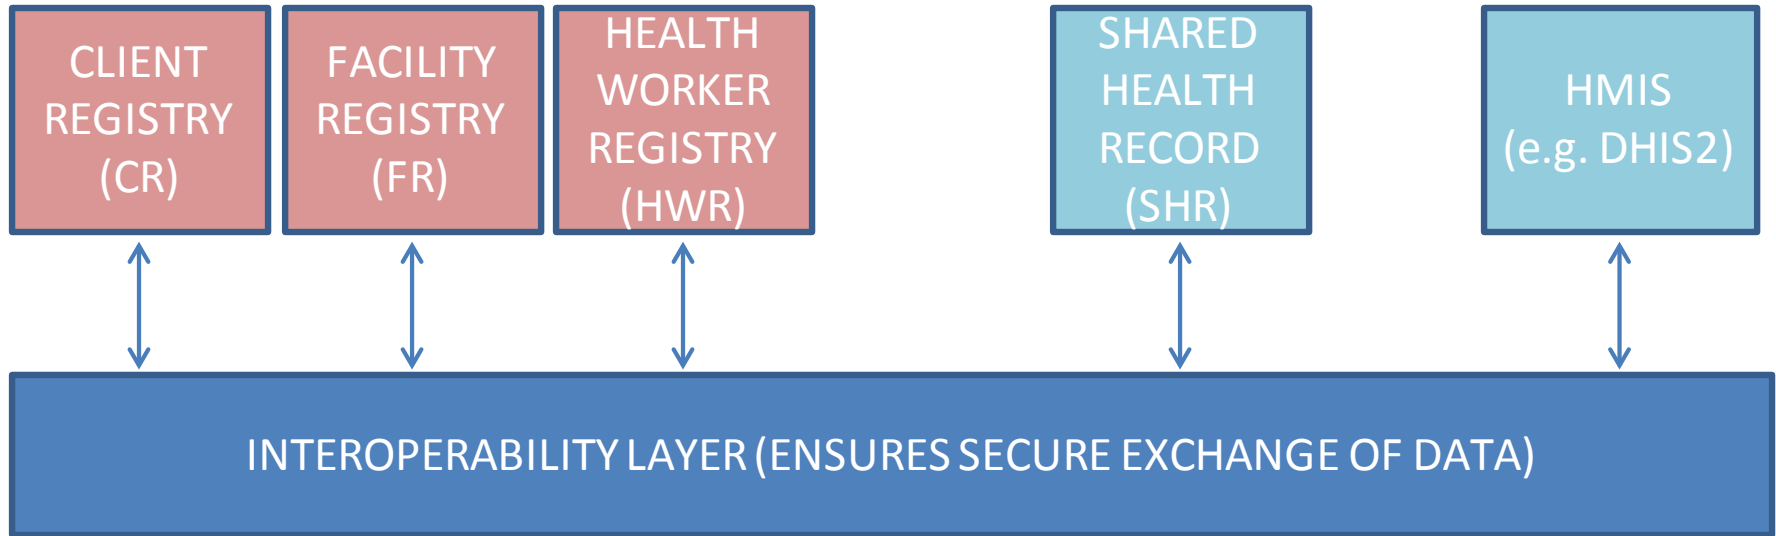 CLIENT
REGISTRY
(CR)
FACILITY
REGISTRY
(FR)
HEALTH
WORKER
REGISTRY
(HWR)
SHARED
HEALTH
RECORD
(SHR)
HMIS
(e.g. DHIS2)
INTEROPERABILITY LAYER (ENSURES SECURE EXCHANGE OF DATA)